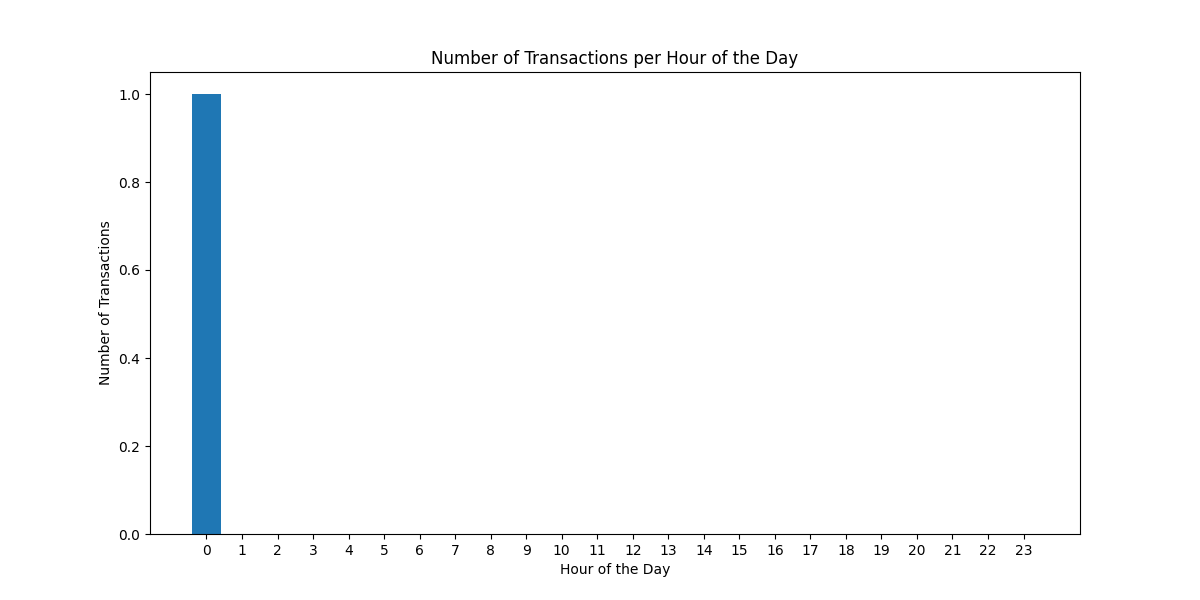 Number of Transactions per Hour of the Day
Number of Transactions
1.0
0.8
0.6
0.4
0.2
0.0
0 1 2 3 4 5 6 7 8 9 10 11 12 13 14 15 16 17 18 19 20 21 22 23
Hour of the Day